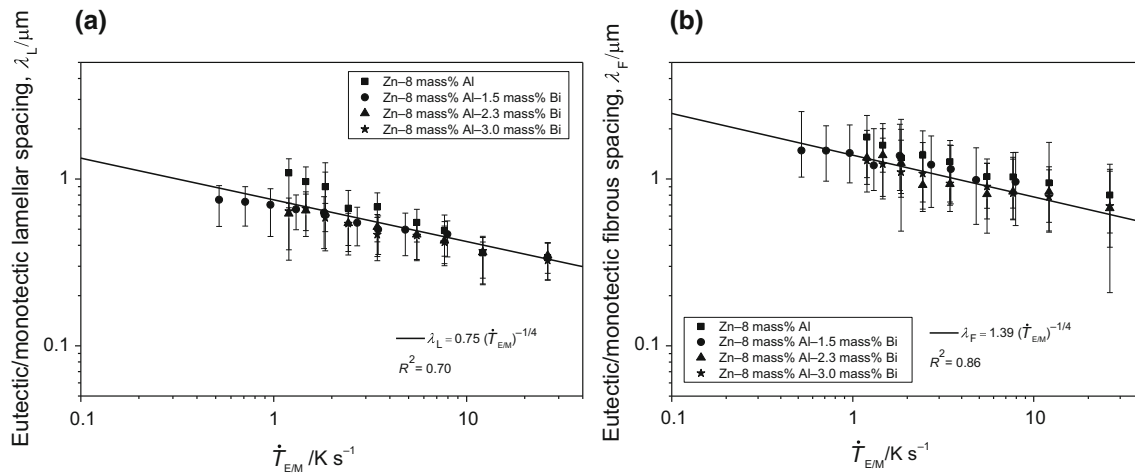 (a)
Eutectic/monotectic lamellar spacing, λL/μm
1
0.1
0.1
1
10
ṪE/M /K s−1
Zn–8 mass% Al
Zn–8 mass% Al–1.5 mass% Bi
Zn–8 mass% Al–2.3 mass% Bi
Zn–8 mass% Al–3.0 mass% Bi
λL = 0.75 (ṪE/M)−1/4
R2 = 0.70
(b)
Eutectic/monotectic fibrous spacing, λF/μm
1
0.1
0.1
1
10
ṪE/M /K s−1
Zn–8 mass% Al
Zn–8 mass% Al–1.5 mass% Bi
Zn–8 mass% Al–2.3 mass% Bi
Zn–8 mass% Al–3.0 mass% Bi
λF = 1.39 (ṪE/M)−1/4
R2 = 0.86